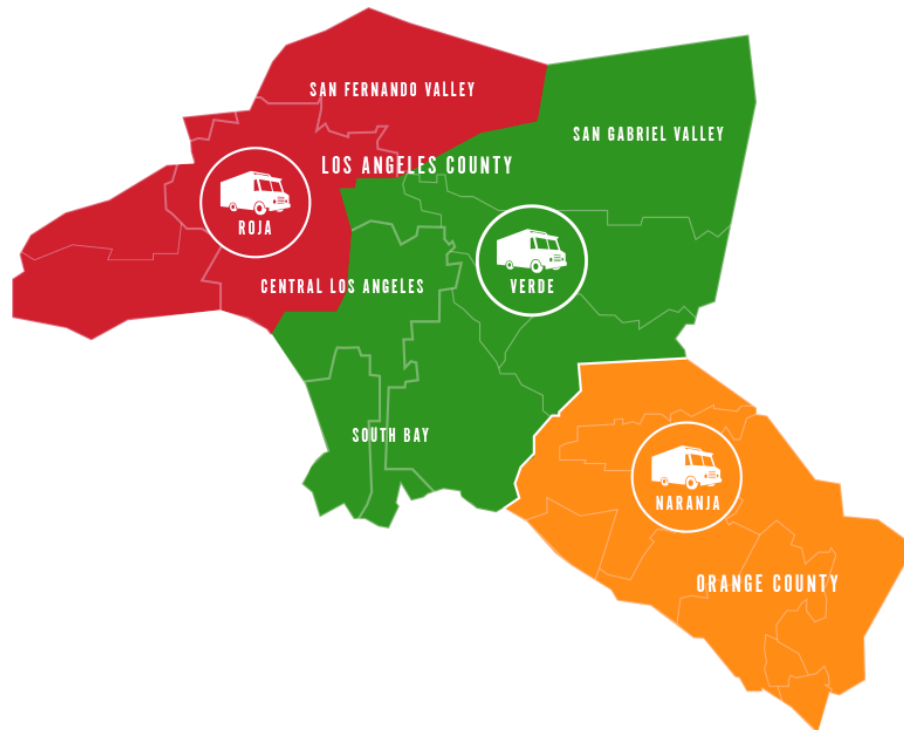 SAN FERNANDO VALLEY
SAN GABRIEL VALLEY
LOS ANGELES COUNTY
ROJA
CENTRAL LOS ANGELES
VERDE
SOUTH BAY
NARANJA
ORANGE COUNTY